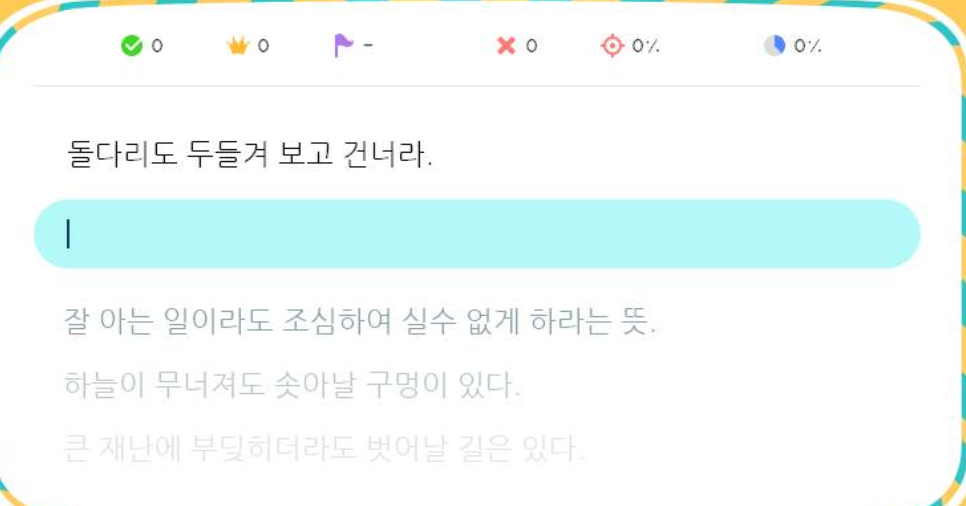 0 0 - 0 0% 0%
돌다리도 두들겨 보고 건너라.
잘 아는 일이라도 조심하여 실수 없게 하라는 뜻.
하늘이 무너져도 솟아날 구멍이 있다.
큰 재난에 부딪히더라도 벗어날 길은 있다.